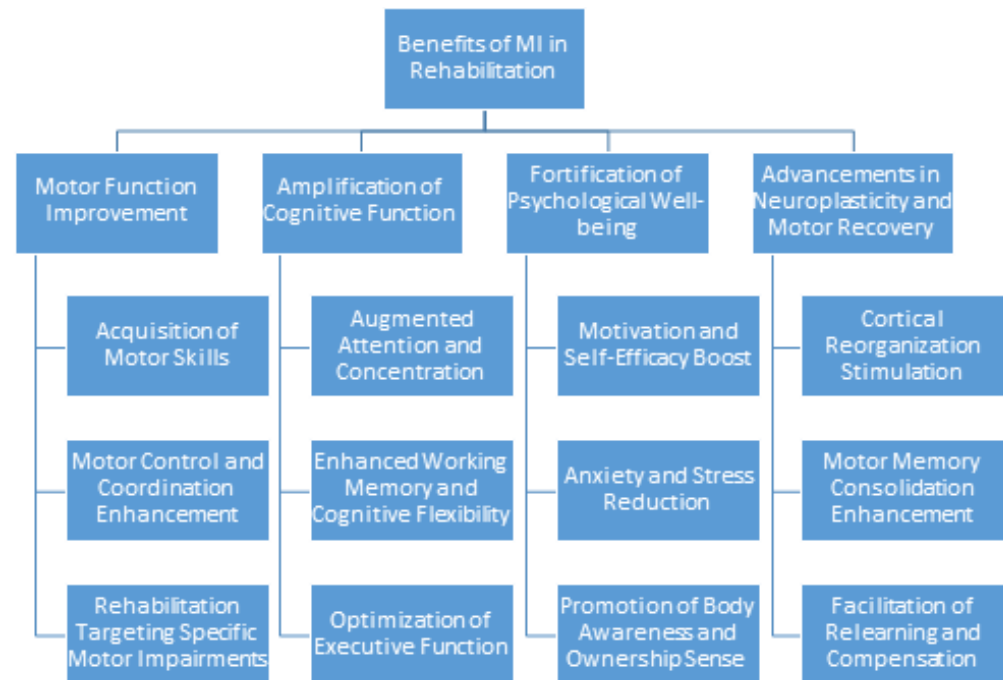 Benefits of MI in
Rehabilitation
Motor Function
Improvement
Amplification of
Cognitive Function
Fortification of
Psychological Well-
being
Advancements in
Neuroplasticity and
Motor Recovery
Acquisition of
Motor Skills
Motor Control and
Coordination
Enhancement
Rehabilitation
Targeting Specific
Motor Impairments
Augmented
Attention and
Concentration
Enhanced Working
Memory and
Cognitive Flexibility
Optimization of
Executive Function
Motivation and
Self-Efficacy Boost
Anxiety and Stress
Reduction
Promotion of Body
Awareness and
Ownership Sense
Cortical
Reorganization
Stimulation
Motor Memory
Consolidation
Enhancement
Facilitation of
Relearning and
Compensation